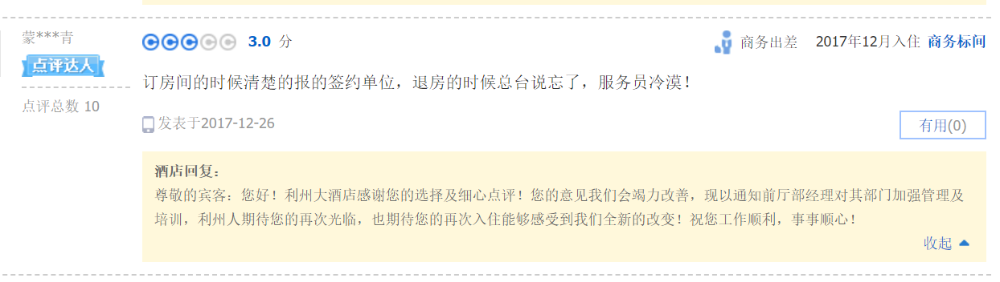 蒙***青
点评达人
点评总数 10
3.0 分
商务出差 2017年12月入住 商务标间
订房间的时候清楚的报的签约单位，退房的时候总台说忘了，服务员冷漠！
发表于2017-12-26
有用(0)
酒店回复：
尊敬的宾客：您好！利州大酒店感谢您的选择及细心点评！您的意见我们会竭力改善，现以通知前厅部经理对其部门加强管理及
培训，利州人期待您的再次光临，也期待您的再次入住能够感受到我们全新的改变！祝您工作顺利，事事顺心！
收起